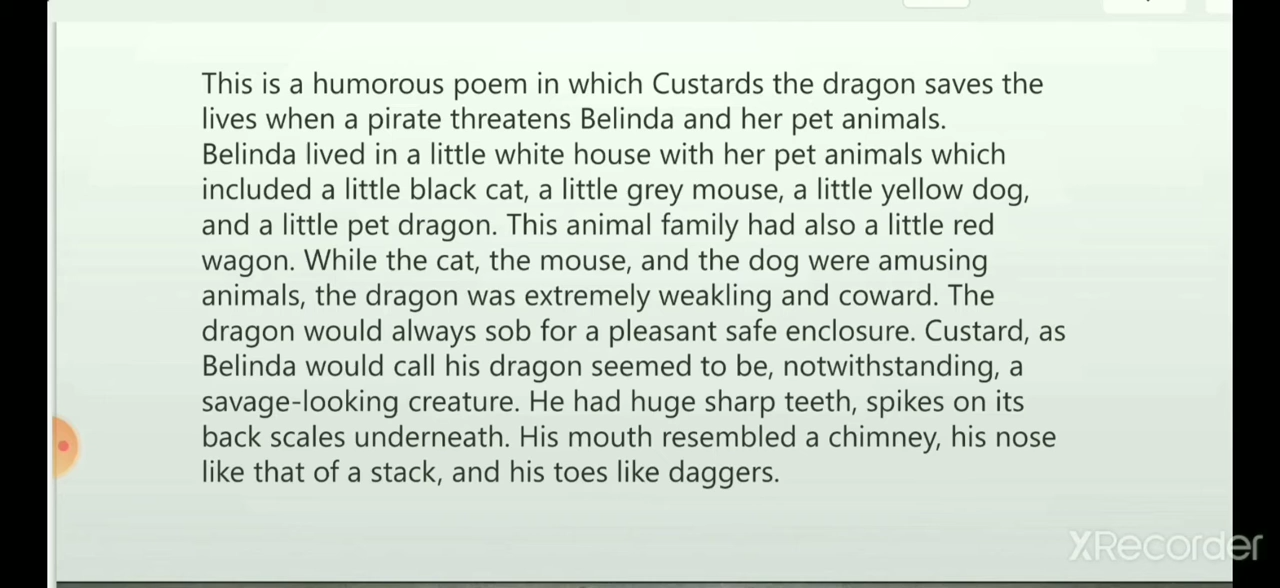 This is a humorous poem in which Custards the dragon saves the
lives when a pirate threatens Belinda and her pet animals.
Belinda lived in a little white house with her pet animals which
included a little black cat, a little grey mouse, a little yellow dog,
and a little pet dragon. This animal family had also a little red
wagon. While the cat, the mouse, and the dog were amusing
animals, the dragon was extremely weakling and coward. The
dragon would always sob for a pleasant safe enclosure. Custard, as
Belinda would call his dragon seemed to be, notwithstanding, a
savage-looking creature. He had huge sharp teeth, spikes on its
back scales underneath. His mouth resembled a chimney, his nose
like that of a stack, and his toes like daggers.
XRecorder